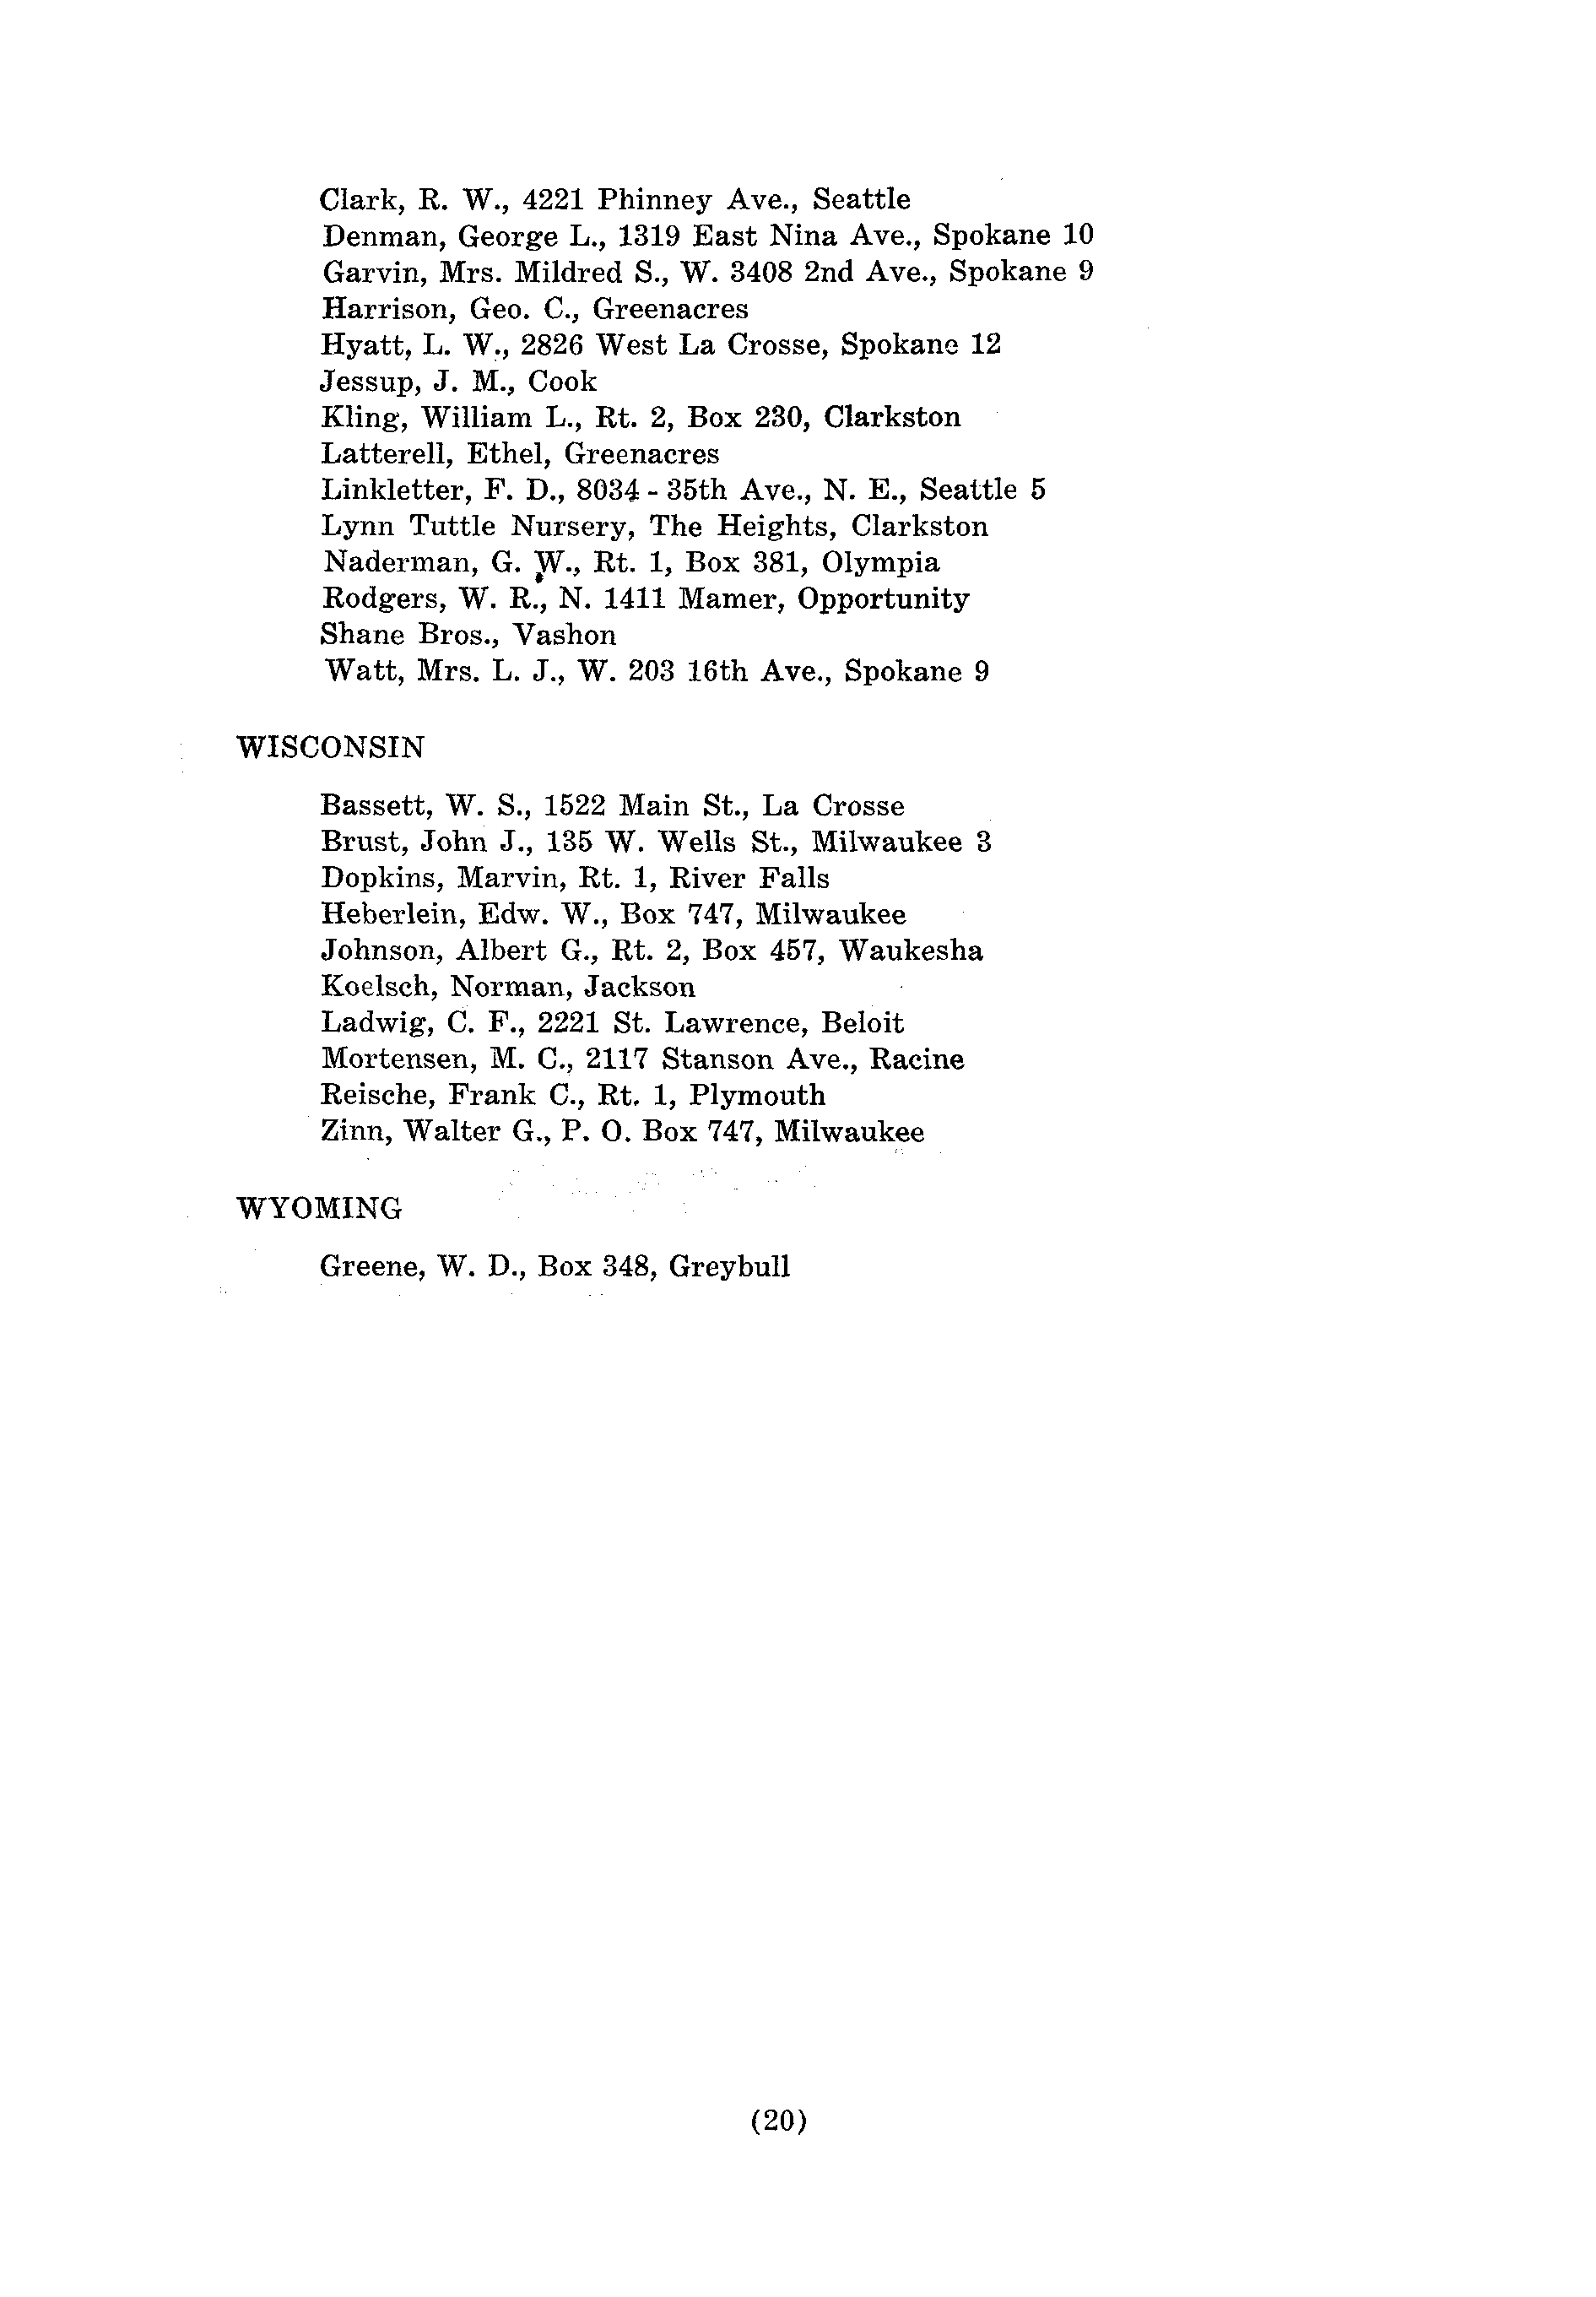 Clark, R. W., 4221 Phinney Ave., Seattle
Denman, George L., 1319 East Nina Ave., Spokane 10
Garvin, Mrs. Mildred S., W. 3408 2nd Ave., Spokane 9
Harrison, Geo. C., Greenacres
Hyatt, L. W., 2826 West La Crosse, Spokane 12
Jessup, J. M., Cook
Kling, William L., Rt. 2, Box 230, Clarkston
Latterell, Ethel, Greenacres
Linkletter, F. D., 8034 - 35th Ave., N. E., Seattle 5
Lynn Tuttle Nursery, The Heights, Clarkston
Naderman, G. W., Rt. 1, Box 381, Olympia
Rodgers, W. R., N. 1411 Mamer, Opportunity
Shane Bros., Vashon
Watt, Mrs. L. J., W. 203 16th Ave., Spokane 9
WISCONSIN
Bassett, W. S., 1522 Main St., La Crosse
Brust, John J., 135 W. Wells St., Milwaukee 3
Dopkins, Marvin, Rt. 1, River Falls
Heberlein, Edw. W., Box 747, Milwaukee
Johnson, Albert G., Rt. 2, Box 457, Waukesha
Koelsch, Norman, Jackson
Ladwig, C. F., 2221 St. Lawrence, Beloit
Mortensen, M. C., 2117 Stanson Ave., Racine
Reische, Frank C., Rt. 1, Plymouth
Zinn, Walter G., P. O. Box 747, Milwaukee
WYOMING
Greene, W. D., Box 348, Greybull
(20)